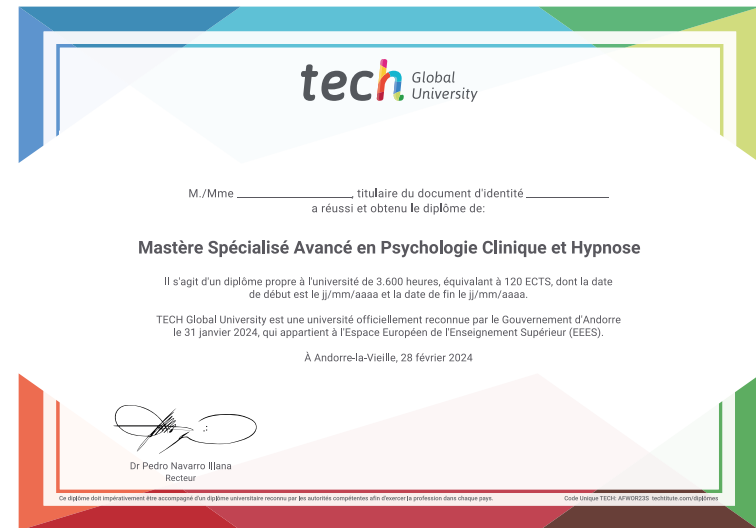 tech Global University
M./Mme ____________________, titulaire du document d'identité ______________
a réussi et obtenu le diplôme de:
Mastère Spécialisé Avancé en Psychologie Clinique et Hypnose
Il s'agit d'un diplôme propre à l'université de 3.600 heures, équivalant à 120 ECTS, dont la date
de début est le jj/mm/aaaa et la date de fin le jj/mm/aaaa.
TECH Global University est une université officiellement reconnue par le Gouvernement d'Andorre
le 31 janvier 2024, qui appartient à l'Espace Européen de l'Enseignement Supérieur (EEES).
À Andorre-la-Vieille, 28 février 2024
Dr Pedro Navarro Illana
Recteur
Ce diplôme doit impérativement être accompagné d'un diplôme universitaire reconnu par les autorités compétentes afin d'exercer la profession dans chaque pays. Code Unique TECH: AFWOR23S techtitute.com/diplômes